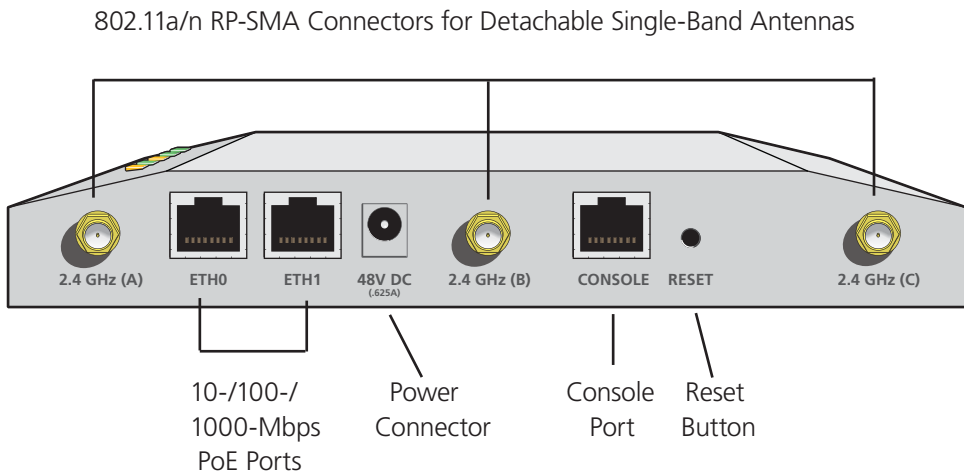 802.11a/n RP-SMA Connectors for Detachable Single-Band Antennas
2.4 GHz (A)
ETH0
ETH1
48V DC
(.625A)
2.4 GHz (B)
CONSOLE
RESET
2.4 GHz (C)
10-/100-/
1000-Mbps
PoE Ports
Power
Connector
Console
Port
Reset
Button